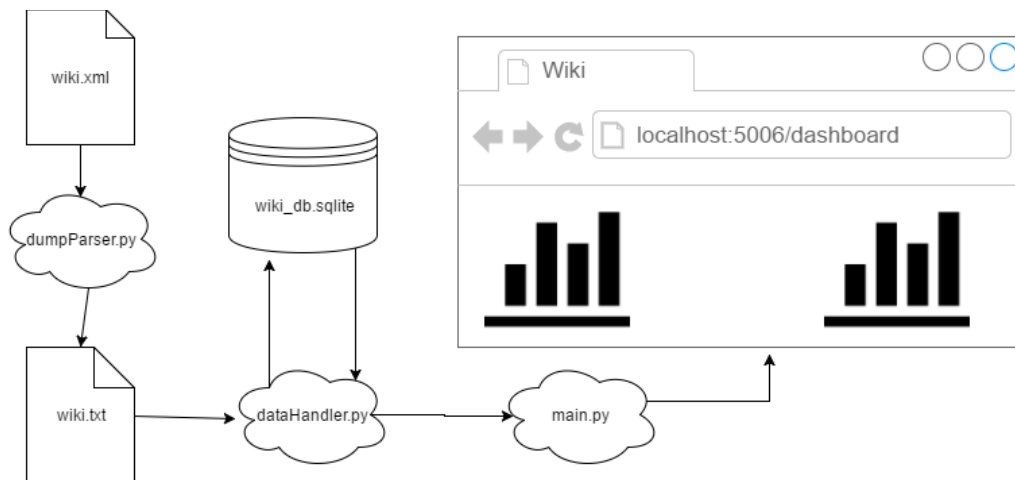 wiki.xml
Wiki
localhost:5006/dashboard
wiki_db.sqlite
dumpParser.py
wiki.txt
dataHandler.py
main.py